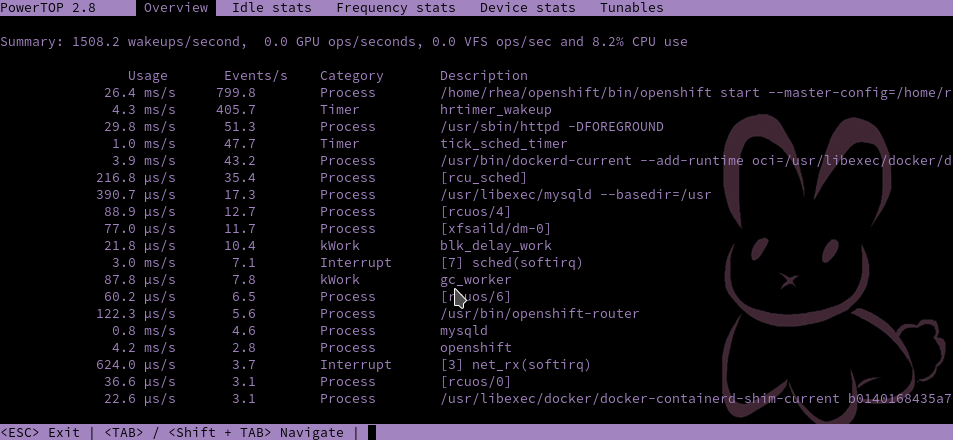 PowerTOP 2.8 Overview Idle stats Frequency stats Device stats Tunables
Summary: 1508.2 wakeups/second, 0.0 GPU ops/seconds, 0.0 VFS ops/sec and 8.2% CPU use
Usage Events/s Category Description
26.4 ms/s 799.8 Process /home/rhea/openshift/bin/openshift start --master-config=/home/r
4.3 ms/s 405.7 Timer hrtimer_wakeup
29.8 ms/s 51.3 Process /usr/sbin/httpd -DFOREGROUND
1.0 ms/s 47.7 Timer tick_sched_timer
3.9 ms/s 43.2 Process /usr/bin/dockerd-current --add-runtime oci=/usr/libexec/docker/d
216.8 µs/s 35.4 Process [rcu_sched]
390.7 µs/s 17.3 Process /usr/libexec/mysqld --basedir=/usr
88.9 µs/s 12.7 Process [rcuos/4]
77.0 µs/s 11.7 Process [xfsaild/dm-0]
21.8 µs/s 10.4 kWork blk_delay_work
3.0 ms/s 7.1 Interrupt [7] sched(softirq)
87.8 µs/s 7.8 kWork gc_worker
60.2 µs/s 6.5 Process [rcuos/6]
122.3 µs/s 5.6 Process /usr/bin/openshift-router
0.8 ms/s 4.6 Process mysqld
4.2 ms/s 2.8 Process openshift
624.0 µs/s 3.7 Interrupt [3] net_rx(softirq)
36.6 µs/s 3.1 Process [rcuos/0]
22.6 µs/s 3.1 Process /usr/libexec/docker/docker-containerd-shim-current b0140168435a7
<ESC> Exit | <TAB> / <Shift + TAB> Navigate |